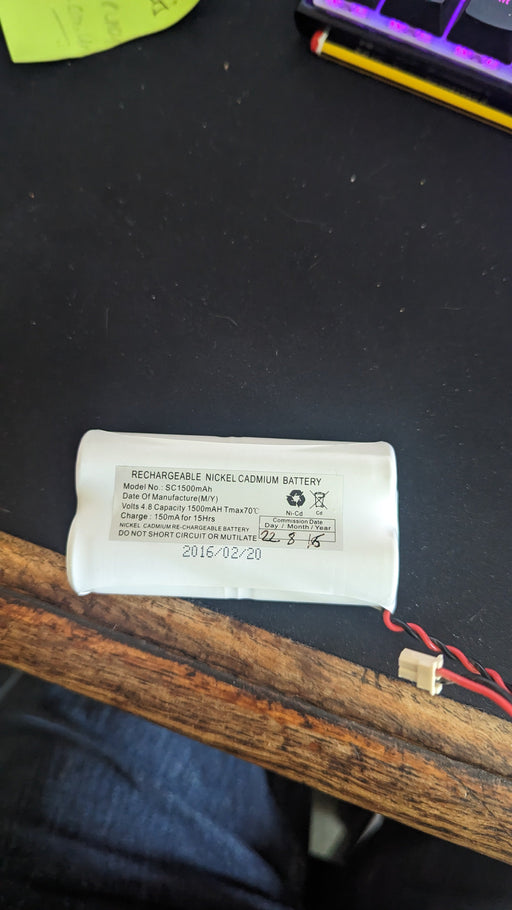 RECHARGEABLE NICKEL CADMIUM BATTERY
Model No.: SC1500mAh
Date Of Manufacture(M/Y)
Volts 4.8 Capacity 1500mAH Tmax70℃
Charge : 150mA for 15Hrs
NICKEL CADMIUM RE-CHARGEABLE BATTERY
DO NOT SHORT CIRCUIT OR MUTILATE
Ni-Cd Cd
Commission Date
Day / Month / Year
22 8 16
2016/02/20